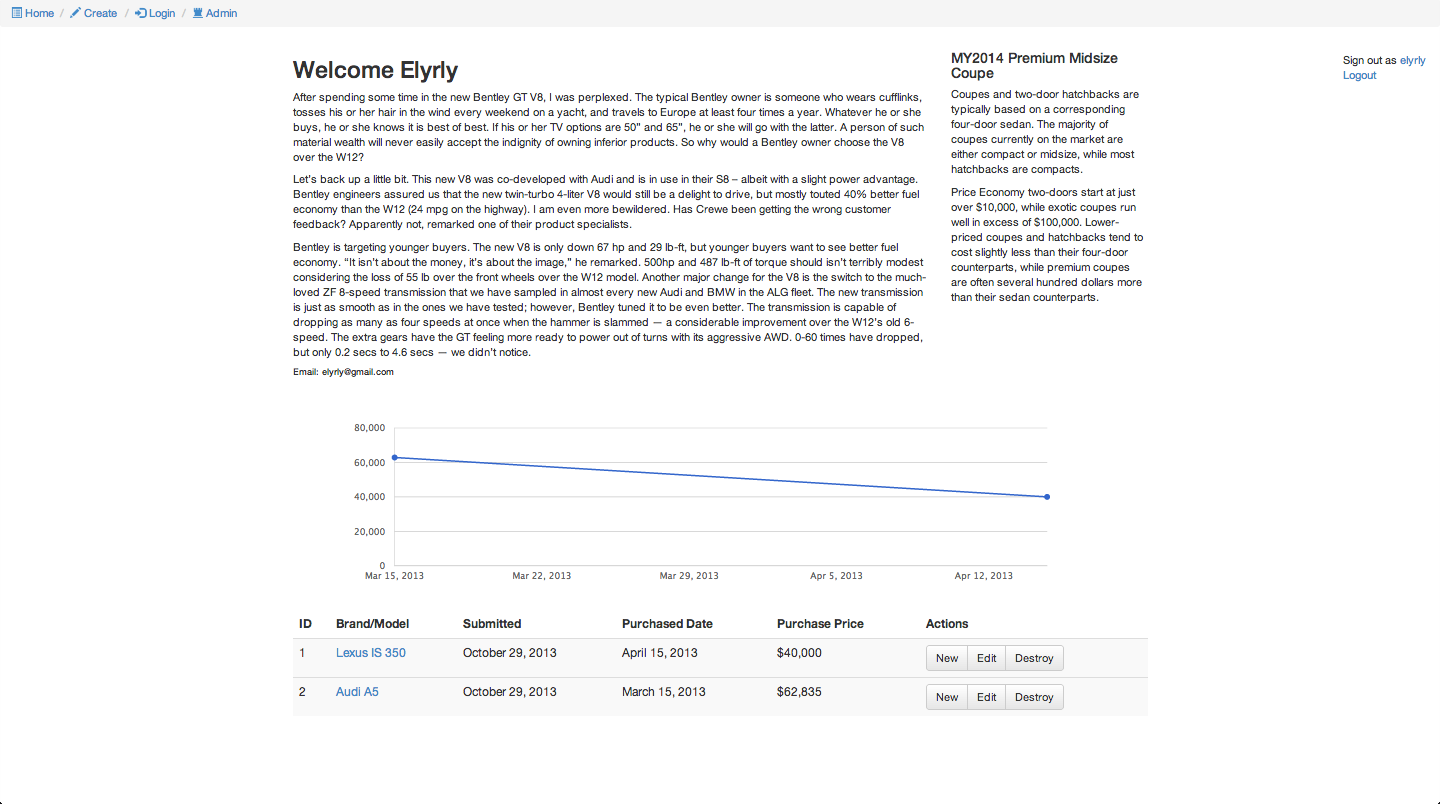 Home / Create / Login / Admin
Welcome Elyrly
After spending some time in the new Bentley GT V8, I was perplexed. The typical Bentley owner is someone who wears cufflinks,
tosses his or her hair in the wind every weekend on a yacht, and travels to Europe at least four times a year. Whatever he or she
buys, he or she knows it is best of best. If his or her TV options are 50" and 65", he or she will go with the latter. A person of such
material wealth will never easily accept the indignity of owning inferior products. So why would a Bentley owner choose the V8
over the W12?
Let's back up a little bit. This new V8 was co-developed with Audi and is in use in their S8 – albeit with a slight power advantage.
Bentley engineers assured us that the new twin-turbo 4-liter V8 would still be a delight to drive, but mostly touted 40% better fuel
economy than the W12 (24 mpg on the highway). I am even more bewildered. Has Crewe been getting the wrong customer
feedback? Apparently not, remarked one of their product specialists.
Bentley is targeting younger buyers. The new V8 is only down 67 hp and 29 lb-ft, but younger buyers want to see better fuel
economy. “It isn't about the money, it's about the image,” he remarked. 500hp and 487 lb-ft of torque should isn't terribly modest
considering the loss of 55 lb over the front wheels over the W12 model. Another major change for the V8 is the switch to the much-
loved ZF 8-speed transmission that we have sampled in almost every new Audi and BMW in the ALG fleet. The new transmission
is just as smooth as in the ones we have tested; however, Bentley tuned it to be even better. The transmission is capable of
dropping as many as four speeds at once when the hammer is slammed — a considerable improvement over the W12's old 6-
speed. The extra gears have the GT feeling more ready to power out of turns with its aggressive AWD. 0-60 times have dropped,
but only 0.2 secs to 4.6 secs — we didn't notice.
Email: elyrly@gmail.com
MY2014 Premium Midsize
Coupe
Coupes and two-door hatchbacks are
typically based on a corresponding
four-door sedan. The majority of
coupes currently on the market are
either compact or midsize, while most
hatchbacks are compacts.
Price Economy two-doors start at just
over $10,000, while exotic coupes run
well in excess of $100,000. Lower-
priced coupes and hatchbacks tend to
cost slightly less than their four-door
counterparts, while premium coupes
are often several hundred dollars more
than their sedan counterparts.
Sign out as elyrly
Logout
80,000
60,000
40,000
20,000
0
Mar 15, 2013 Mar 22, 2013 Mar 29, 2013 Apr 5, 2013 Apr 12, 2013
ID Brand/Model Submitted Purchased Date Purchase Price Actions
1 Lexus IS 350 October 29, 2013 April 15, 2013 $40,000 New Edit Destroy
2 Audi A5 October 29, 2013 March 15, 2013 $62,835 New Edit Destroy